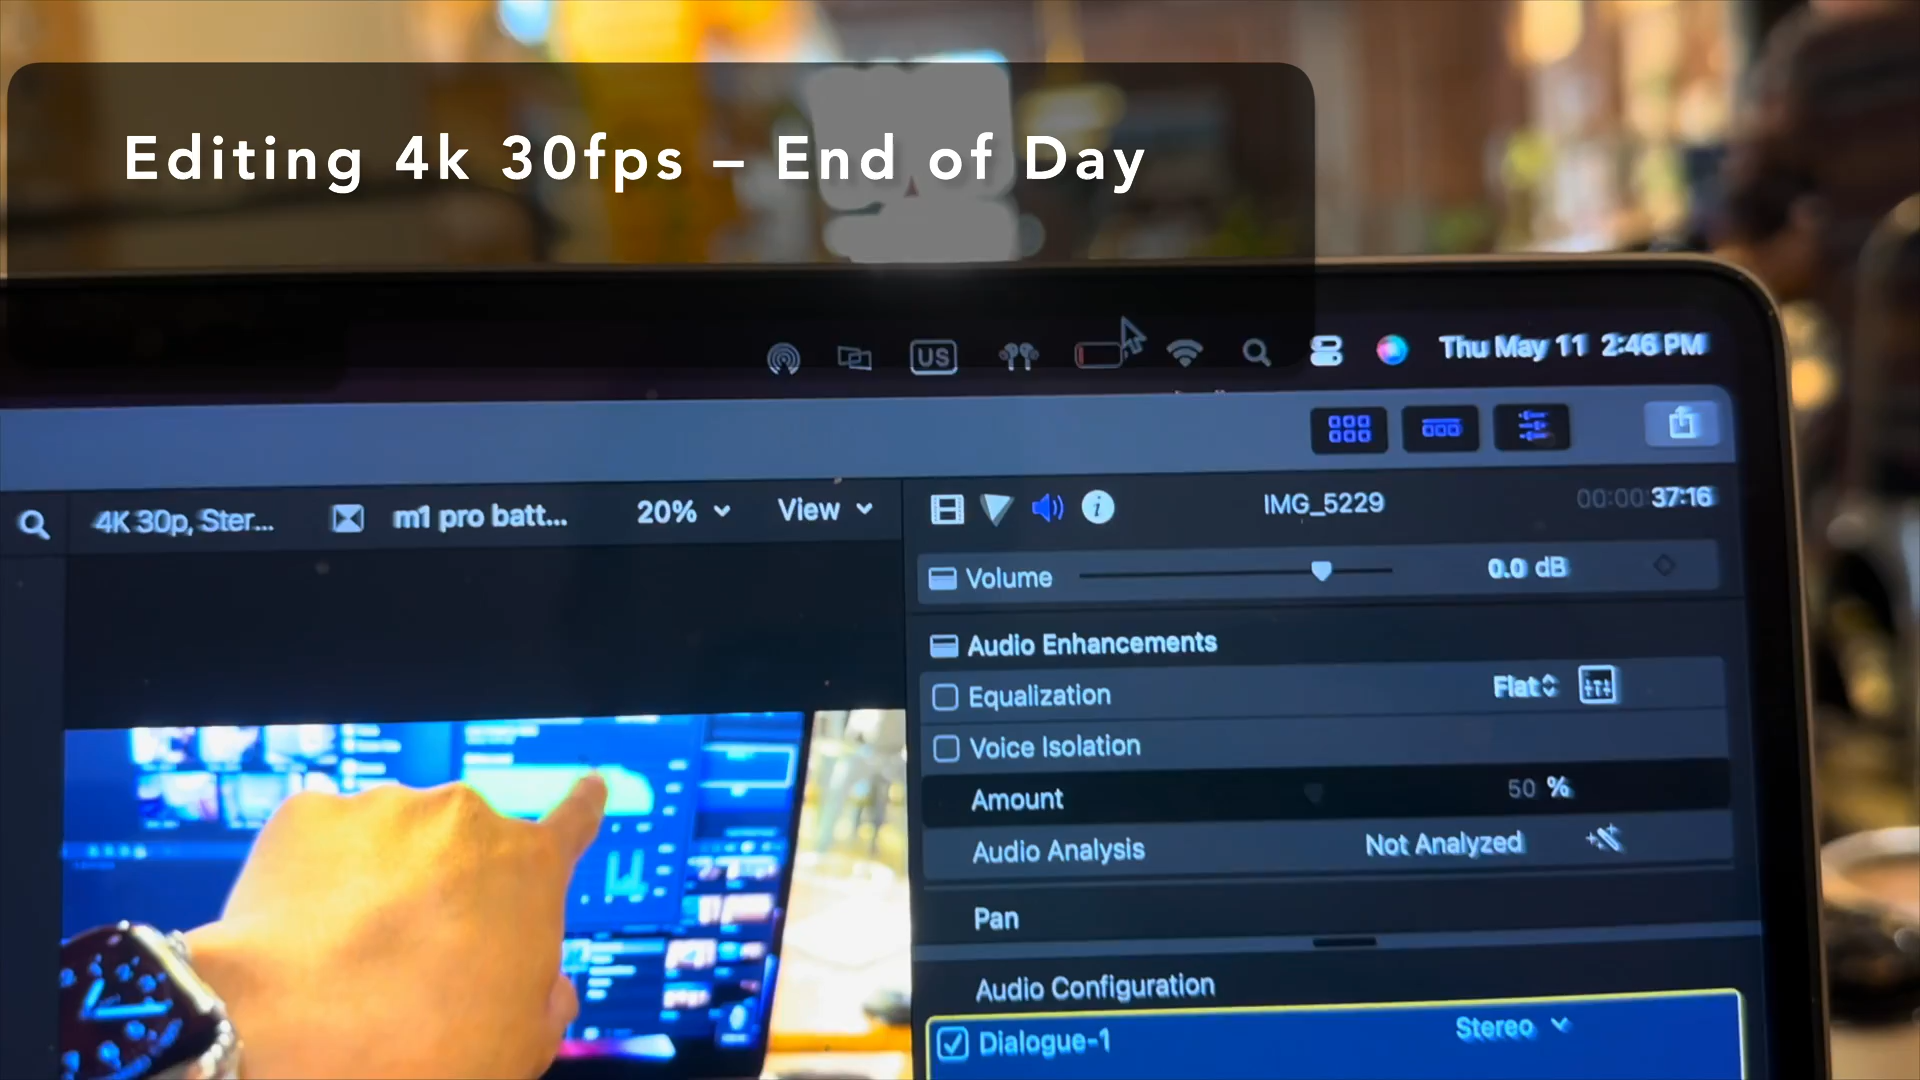 Editing 4k 30fps – End of Day
US
Thu May 11 2:46 PM
4K 30p, Ster...
m1 pro batt...
20%
View
IMG_5229
00:00:37:16
Volume
0.0 dB
Audio Enhancements
Equalization
Flat
Voice Isolation
Amount
50 %
Audio Analysis
Not Analyzed
Pan
Audio Configuration
Dialogue-1
Stereo